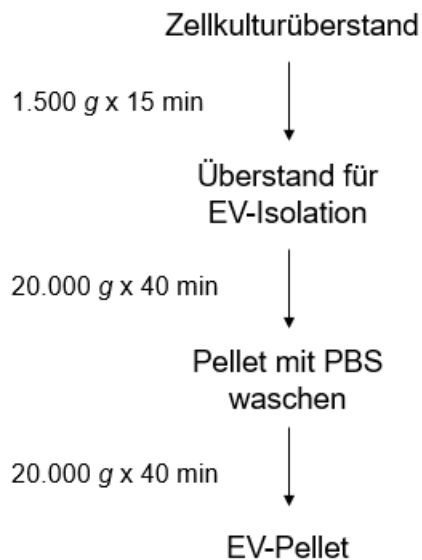 Zellkulturüberstand
1.500 g x 15 min
Überstand für
EV-Isolation
20.000 g x 40 min
Pellet mit PBS
waschen
20.000 g x 40 min
EV-Pellet